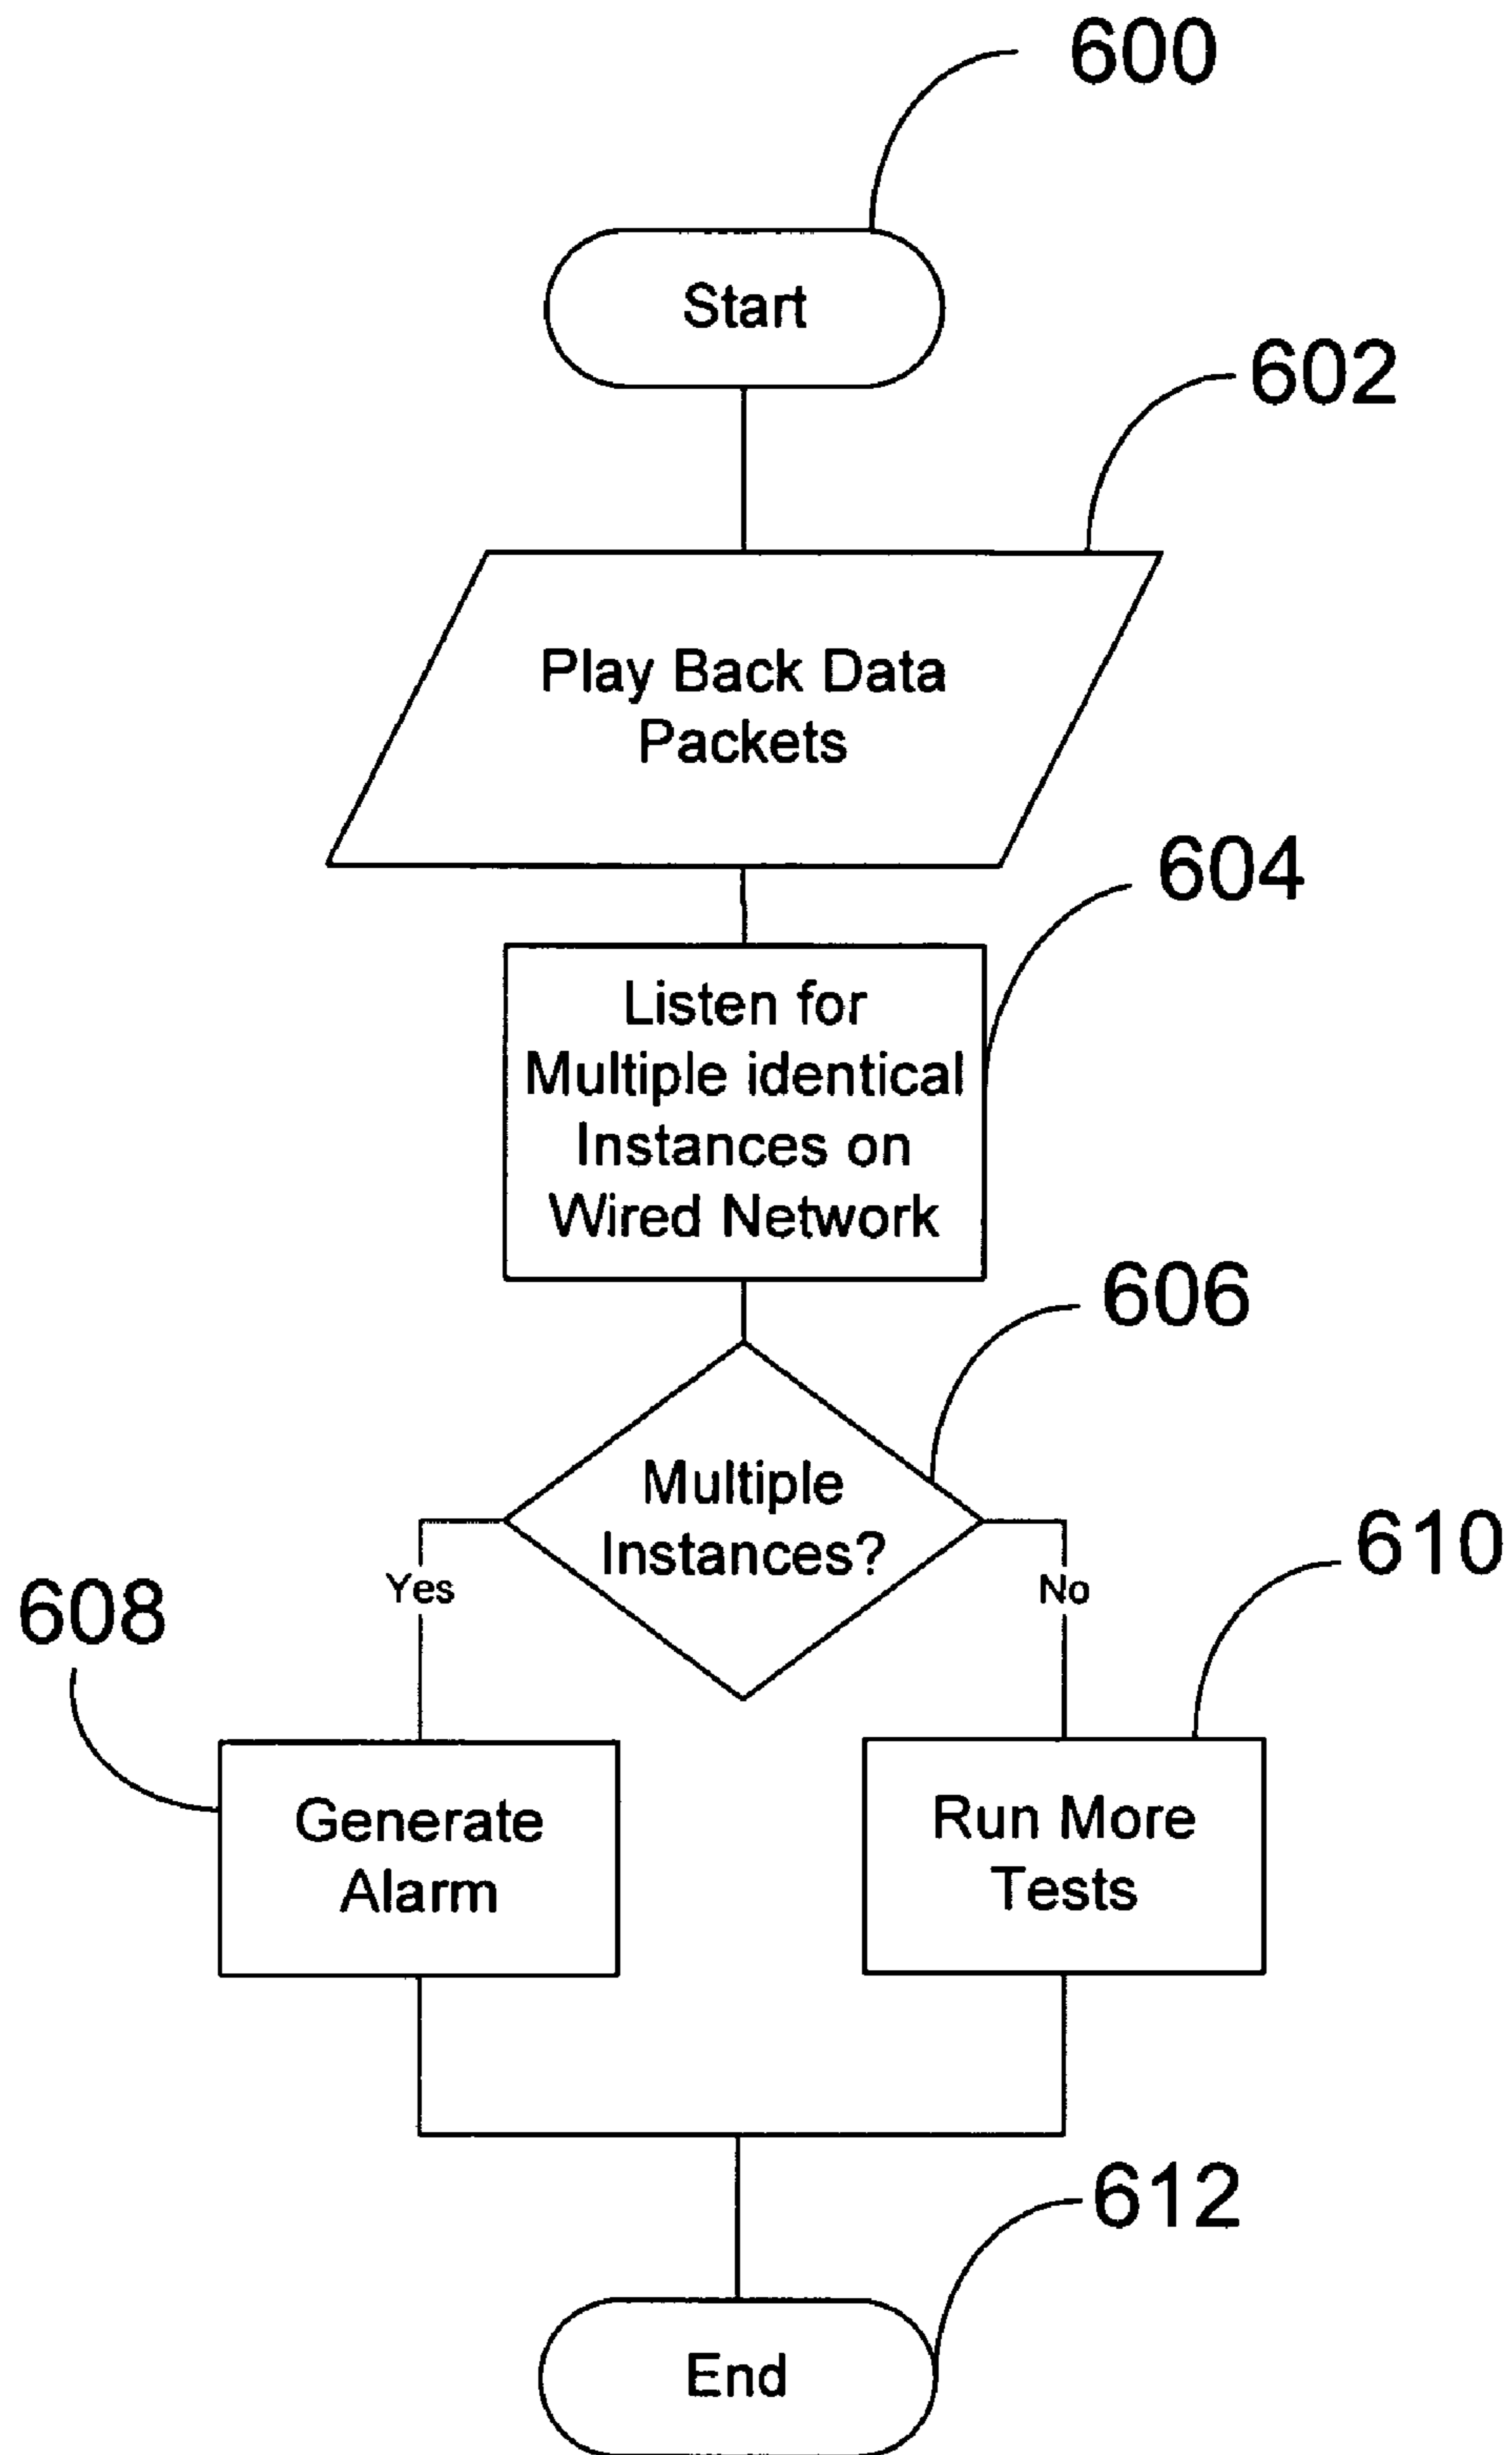 600
Start
602
Play Back Data
Packets
604
Listen for
Multiple identical
Instances on
Wired Network
606
Multiple
Instances?
Yes
No
608
610
Generate
Alarm
Run More
Tests
612
End